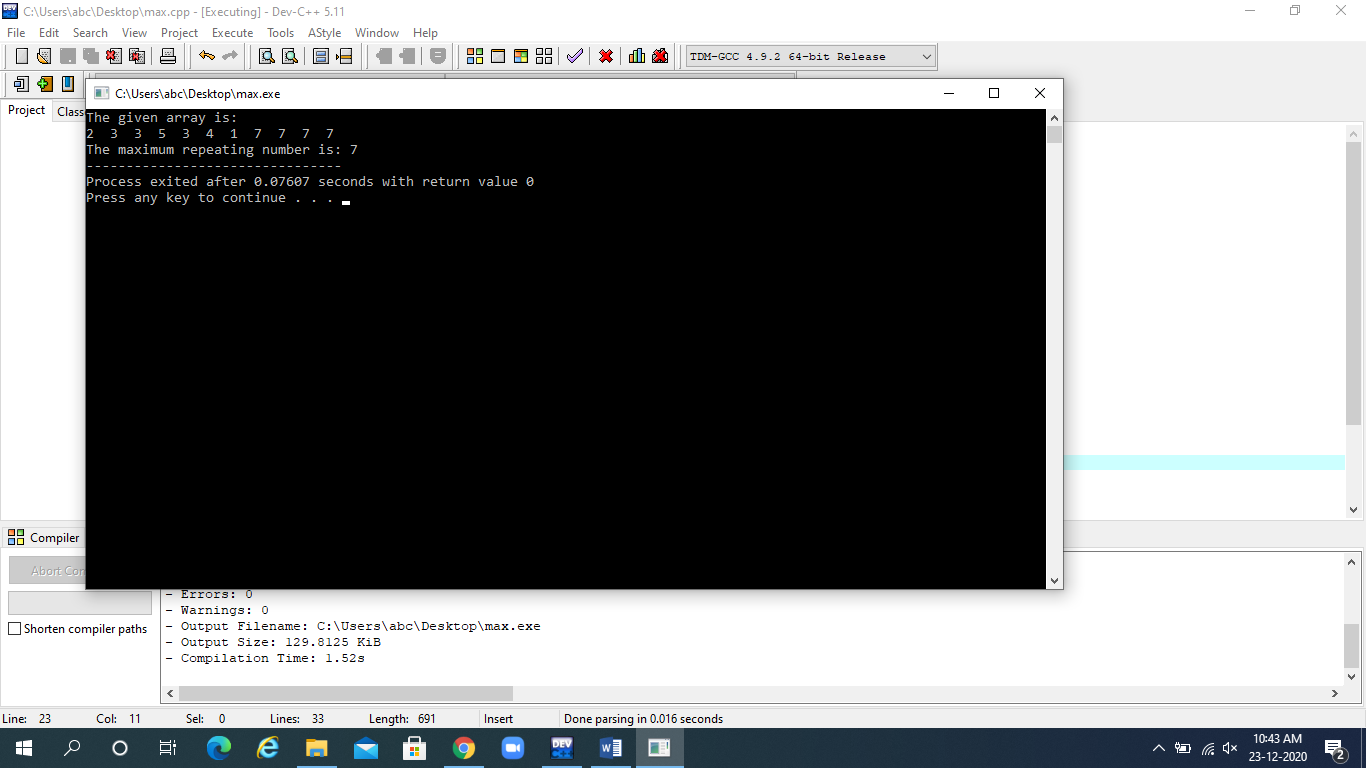 C:\Users\abc\Desktop\max.cpp - [Executing] - Dev-C++ 5.11
File Edit Search View Project Execute Tools AStyle Window Help
TDM-GCC 4.9.2 64-bit Release
Project Class
C:\Users\abc\Desktop\max.exe
The given array is:
2 3 3 5 3 4 1 7 7 7 7
The maximum repeating number is: 7
--------------------------------
Process exited after 0.07607 seconds with return value 0
Press any key to continue . . .
Compiler
Abort Con
Shorten compiler paths
- Errors: 0
- Warnings: 0
- Output Filename: C:\Users\abc\Desktop\max.exe
- Output Size: 129.8125 KiB
- Compilation Time: 1.52s
Line: 23 Col: 11 Sel: 0 Lines: 33 Length: 691 Insert Done parsing in 0.016 seconds
DEV
10:43 AM
23-12-2020
2